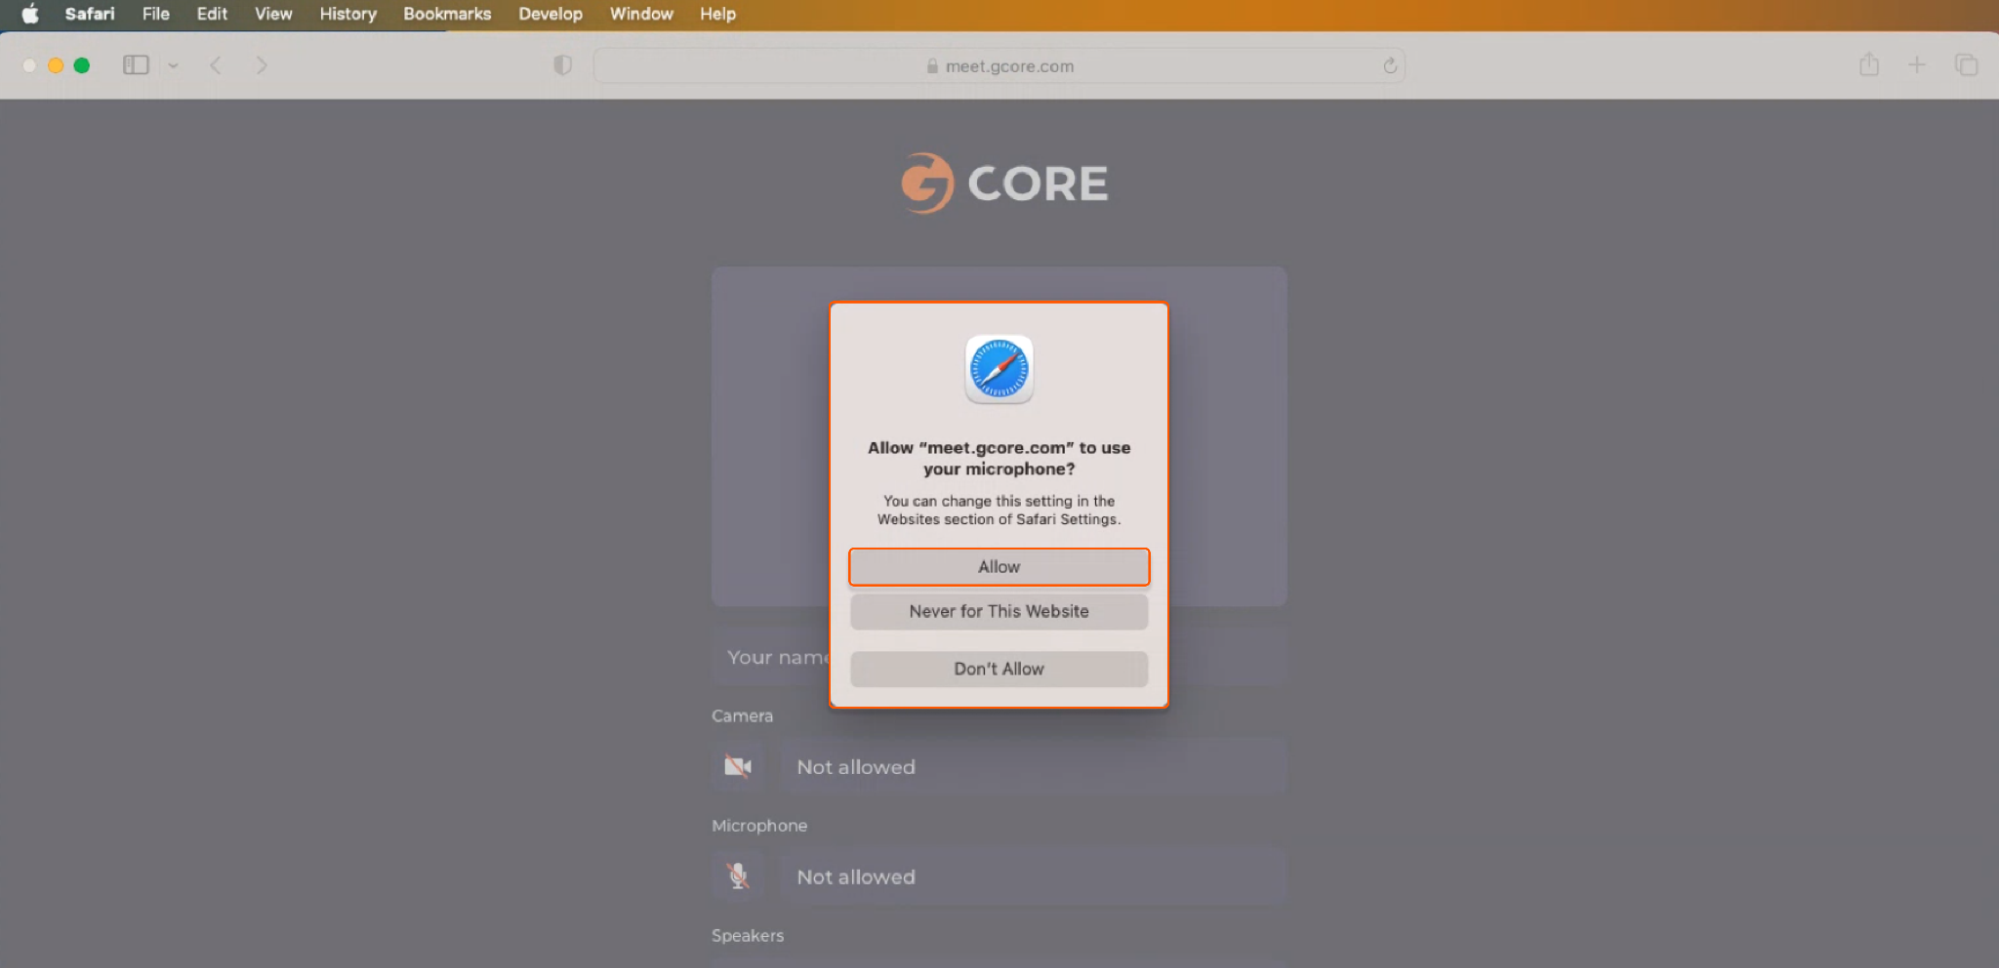 Safari File Edit View History Bookmarks Develop Window Help
meet.gcore.com
G CORE
Allow “meet.gcore.com” to use
your microphone?
You can change this setting in the
Websites section of Safari Settings.
Allow
Never for This Website
Don't Allow
Your name
Camera
Not allowed
Microphone
Not allowed
Speakers